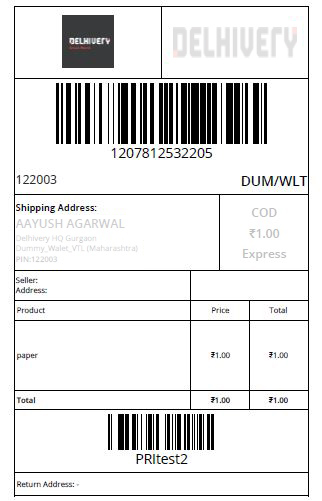 DELHIVERY
DELHIVERY
1207812532205
122003
DUM/WLT
Shipping Address:
AAYUSH AGARWAL
Delhivery HQ Gurgaon
Dummy_Walet_VTL (Maharashtra)
PIN:122003
COD
₹1.00
Express
Seller:
Address:
Product Price Total
paper ₹1.00 ₹1.00
Total ₹1.00 ₹1.00
PRItest2
Return Address: -